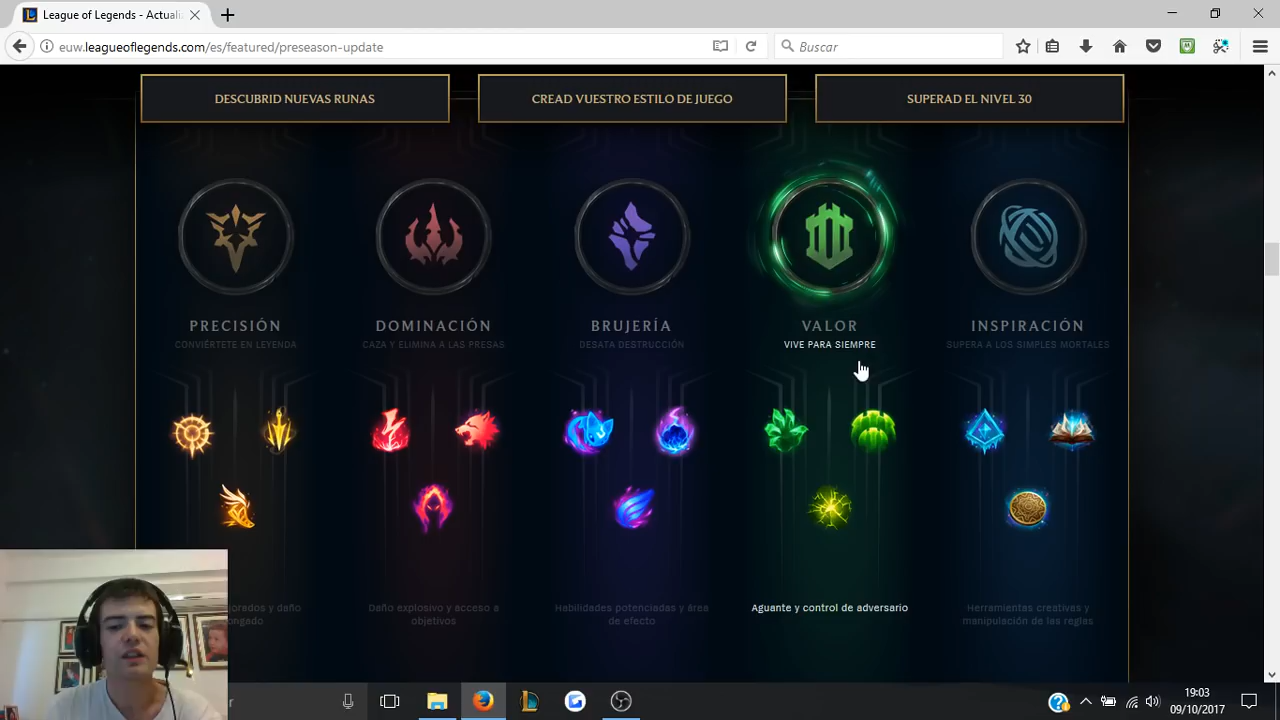 League of Legends - Actuali
euw.leagueoflegends.com/es/featured/preseason-update
Buscar
DESCUBRID NUEVAS RUNAS
CREAD VUESTRO ESTILO DE JUEGO
SUPERAD EL NIVEL 30
PRECISIÓN
CONVIÉRTETE EN LEYENDA
DOMINACIÓN
CAZA Y ELIMINA A LAS PRESAS
BRUJERÍA
DESATA DESTRUCCIÓN
VALOR
VIVE PARA SIEMPRE
INSPIRACIÓN
SUPERA A LOS SIMPLES MORTALES
jorados y daño
ongado
Daño explosivo y acceso a
objetivos
Habilidades potenciadas y área
de efecto
Aguante y control de adversario
Herramientas creativas y
manipulación de las reglas
r
19:03
09/10/2017